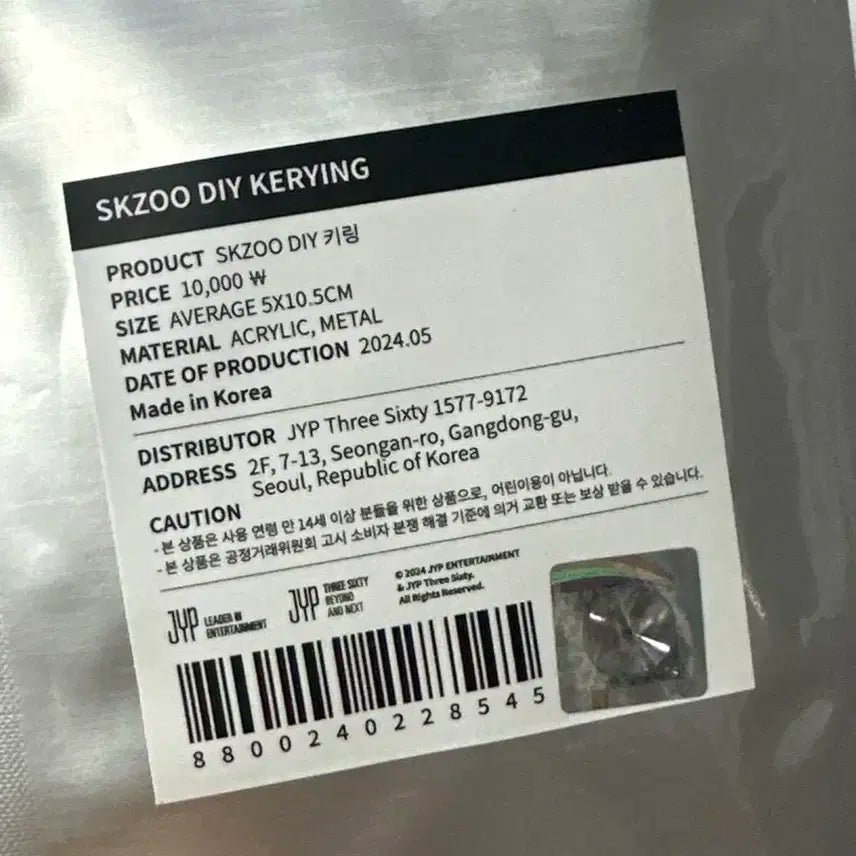 SKZOO DIY KERYING
PRODUCT SKZOO DIY 키링
PRICE 10,000 ₩
SIZE AVERAGE 5X10.5CM
MATERIAL ACRYLIC, METAL
DATE OF PRODUCTION 2024.05
Made in Korea
DISTRIBUTOR JYP Three Sixty 1577-9172
ADDRESS 2F, 7-13, Seongan-ro, Gangdong-gu,
Seoul, Republic of Korea
CAUTION
- 본 상품은 사용 연령 만 14세 이상 분들을 위한 상품으로, 어린이용이 아닙니다.
- 본 상품은 공정거래위원회 고시 소비자 분쟁 해결 기준에 의거 교환 또는 보상 받을 수 있습니다.
JYP LEADER IN
ENTERTAINMENT
JYP THREE SIXTY
BEYOND
AND NEXT
© 2024 JYP ENTERTAINMENT
& JYP Three Sixty.
All Rights Reserved.
8800240228545